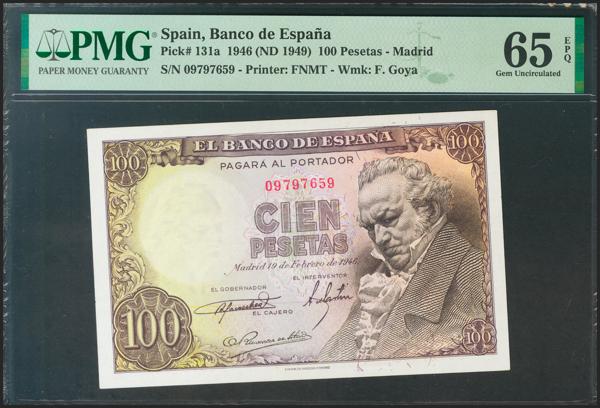 PMG
PAPER MONEY GUARANTY
Spain, Banco de España
Pick# 131a 1946 (ND 1949) 100 Pesetas - Madrid
S/N 09797659 - Printer: FNMT - Wmk: F. Goya
65 EPQ
Gem Uncirculated
EL BANCO DE ESPAÑA
100
100
PAGARÁ AL PORTADOR
09797659
CIEN
PESETAS
Madrid 19 de Febrero de 1946
EL INTERVENTOR
EL GOBERNADOR
EL CAJERO
100
100